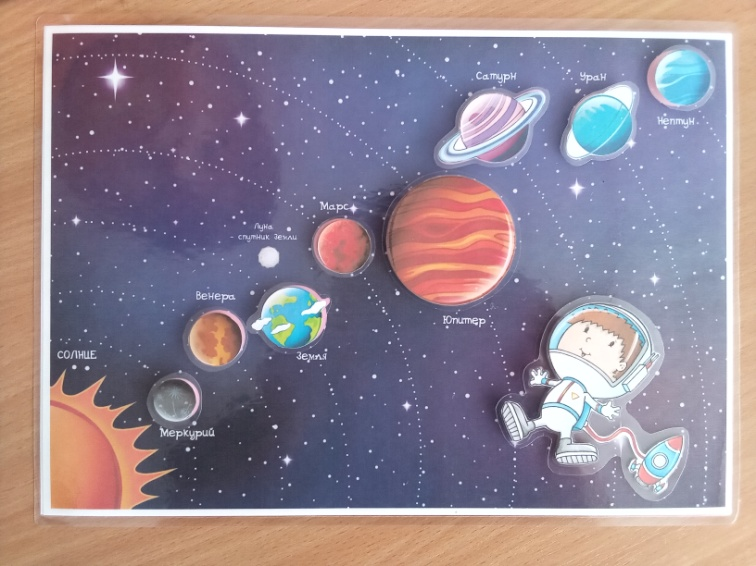 Сатурн
Уран
Нептун
Марс
Луна
спутник Земли
Юпитер
Венера
Земля
СОЛНЦЕ
Меркурий